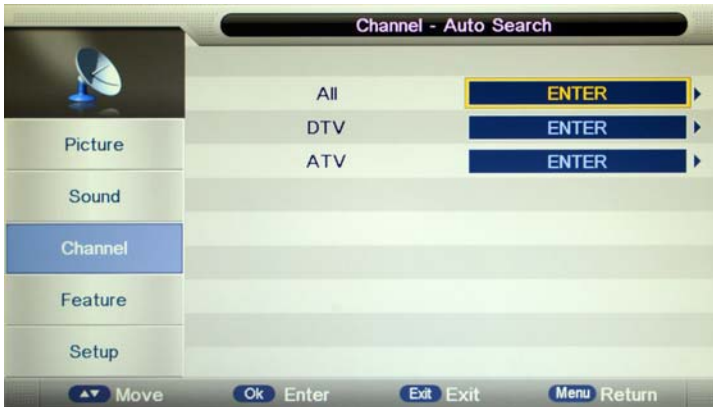 Channel - Auto Search
All ENTER
DTV ENTER
ATV ENTER
Picture
Sound
Channel
Feature
Setup
Move Ok Enter Exit Exit Menu Return